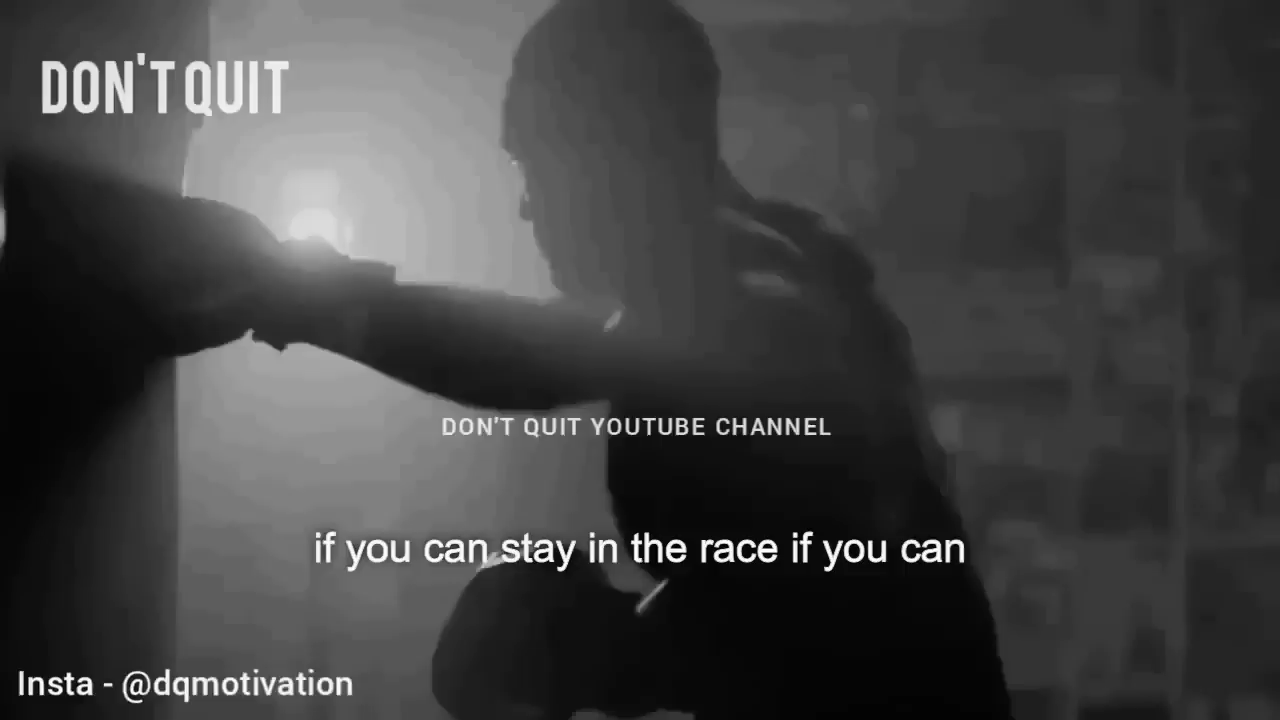 DON'T QUIT
DON'T QUIT YOUTUBE CHANNEL
if you can stay in the race if you can
Insta - @dqmotivation